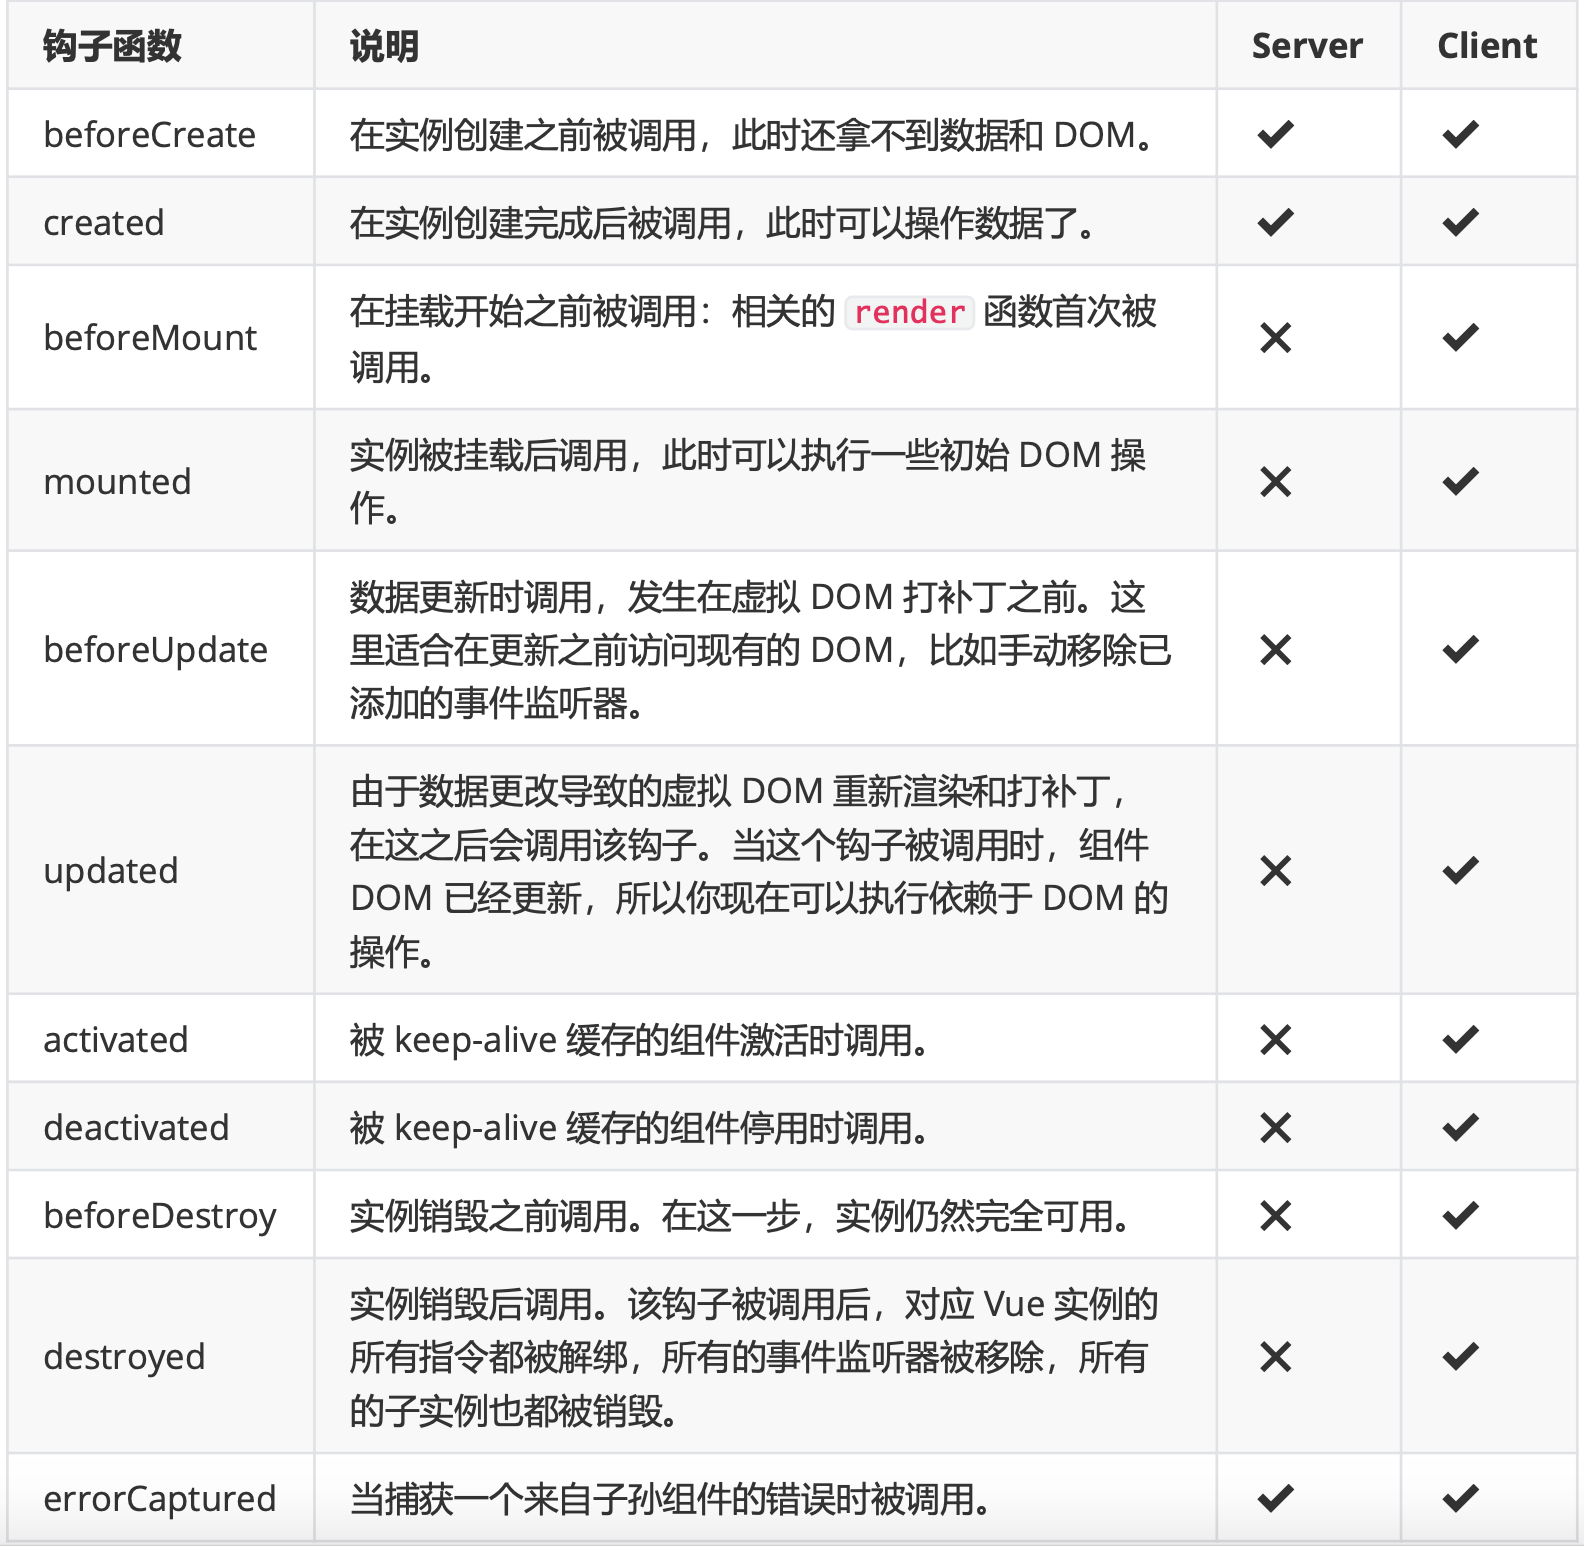 钩子函数 说明 Server Client
beforeCreate 在实例创建之前被调用，此时还拿不到数据和 DOM。 ✔ ✔
created 在实例创建完成后被调用，此时可以操作数据了。 ✔ ✔
beforeMount 在挂载开始之前被调用：相关的 render 函数首次被
调用。 ✕ ✔
mounted 实例被挂载后调用，此时可以执行一些初始 DOM 操
作。 ✕ ✔
beforeUpdate 数据更新时调用，发生在虚拟 DOM 打补丁之前。这
里适合在更新之前访问现有的 DOM，比如手动移除已
添加的事件监听器。 ✕ ✔
updated 由于数据更改导致的虚拟 DOM 重新渲染和打补丁，
在这之后会调用该钩子。当这个钩子被调用时，组件
DOM 已经更新，所以你现在可以执行依赖于 DOM 的
操作。 ✕ ✔
activated 被 keep-alive 缓存的组件激活时调用。 ✕ ✔
deactivated 被 keep-alive 缓存的组件停用时调用。 ✕ ✔
beforeDestroy 实例销毁之前调用。在这一步，实例仍然完全可用。 ✕ ✔
destroyed 实例销毁后调用。该钩子被调用后，对应 Vue 实例的
所有指令都被解绑，所有的事件监听器被移除，所有
的子实例也都被销毁。 ✕ ✔
errorCaptured 当捕获一个来自子孙组件的错误时被调用。 ✔ ✔